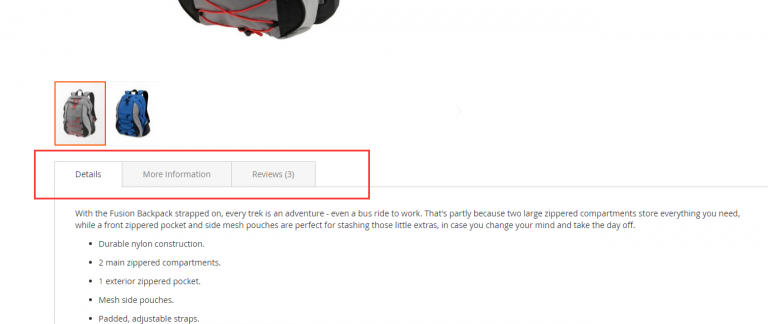 Details
More Information
Reviews (3)
With the Fusion Backpack strapped on, every trek is an adventure - even a bus ride to work. That's partly because two large zippered compartments store everything you need,
while a front zippered pocket and side mesh pouches are perfect for stashing those little extras, in case you change your mind and take the day off.
Durable nylon construction.
2 main zippered compartments.
1 exterior zippered pocket.
Mesh side pouches.
Padded, adjustable straps.